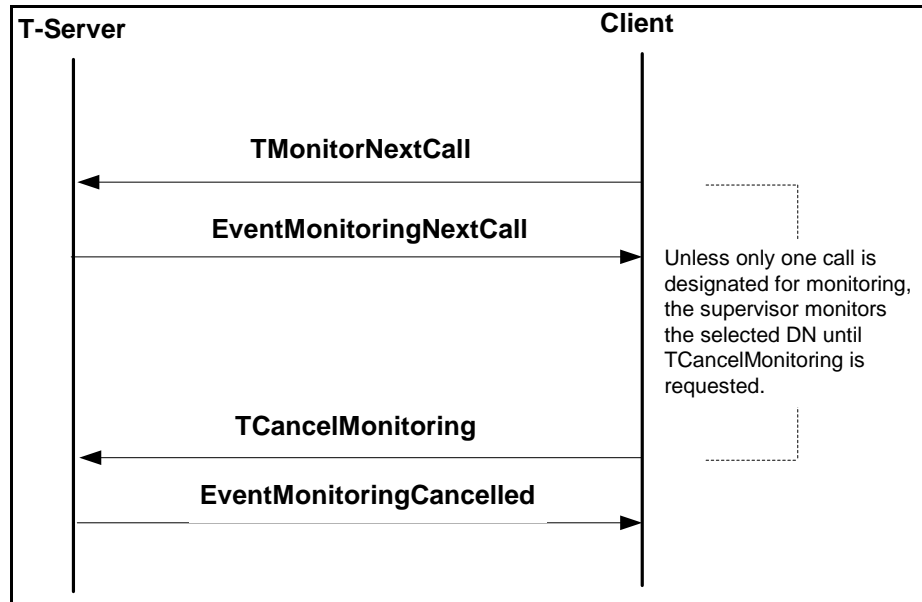 T-Server
Client
TMonitorNextCall
EventMonitoringNextCall
Unless only one call is
designated for monitoring,
the supervisor monitors
the selected DN until
TCancelMonitoring is
requested.
TCancelMonitoring
EventMonitoringCancelled